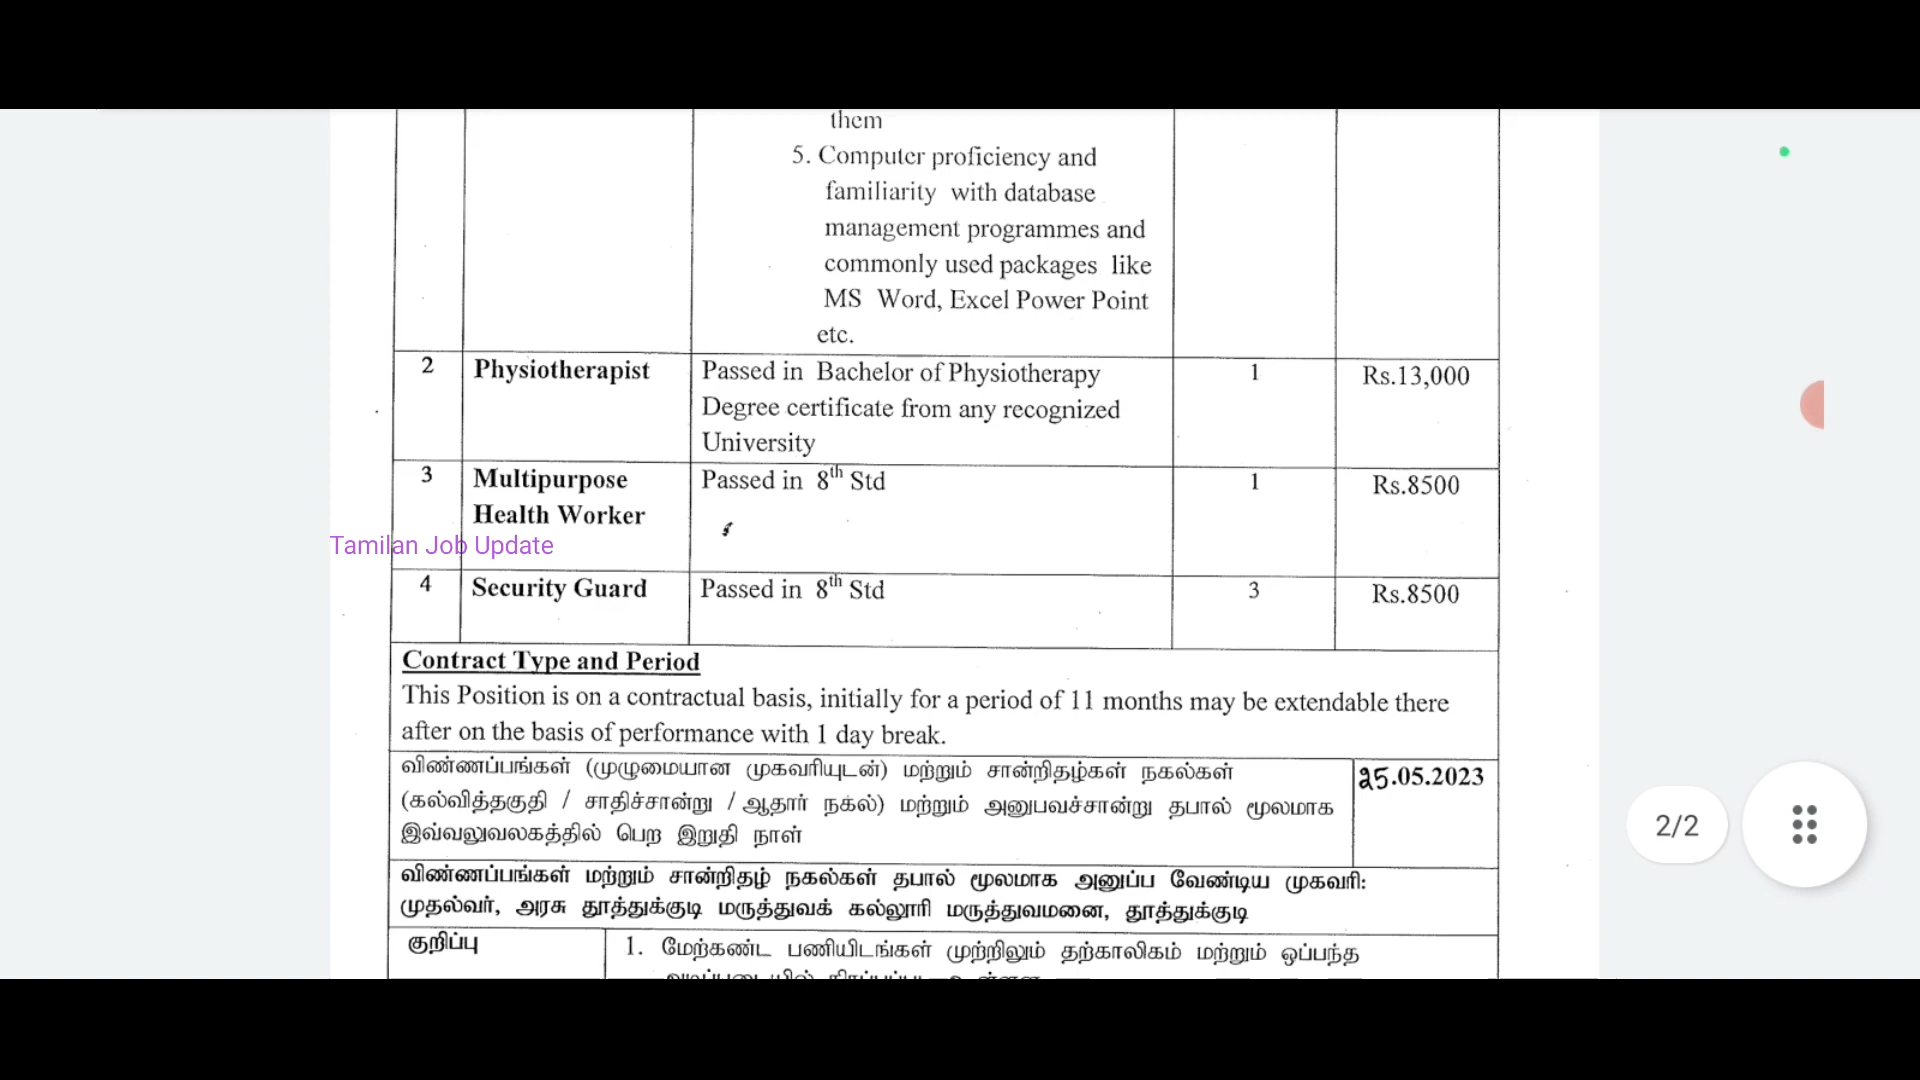 them
5. Computer proficiency and
familiarity with database
management programmes and
commonly used packages like
MS Word, Excel Power Point
etc.
2 Physiotherapist Passed in Bachelor of Physiotherapy 1 Rs.13,000
Degree certificate from any recognized
University
3 Multipurpose Passed in 8th Std 1 Rs.8500
Health Worker
Tamilan Job Update
4 Security Guard Passed in 8th Std 3 Rs.8500
Contract Type and Period
This Position is on a contractual basis, initially for a period of 11 months may be extendable there
after on the basis of performance with 1 day break.
விண்ணப்பங்கள் (முழுமையான முகவரியுடன்) மற்றும் சான்றிதழ்கள் நகல்கள் 25.05.2023
(கல்வித்தகுதி / சாதிச்சான்று / ஆதார் நகல்) மற்றும் அனுபவச்சான்று தபால் மூலமாக
இவ்வலுவலகத்தில் பெற இறுதி நாள்
விண்ணப்பங்கள் மற்றும் சான்றிதழ் நகல்கள் தபால் மூலமாக அனுப்ப வேண்டிய முகவரி:
முதல்வர், அரசு தூத்துக்குடி மருத்துவக் கல்லூரி மருத்துவமனை, தூத்துக்குடி
குறிப்பு 1. மேற்கண்ட பணியிடங்கள் முற்றிலும் தற்காலிகம் மற்றும் ஒப்பந்த
2/2